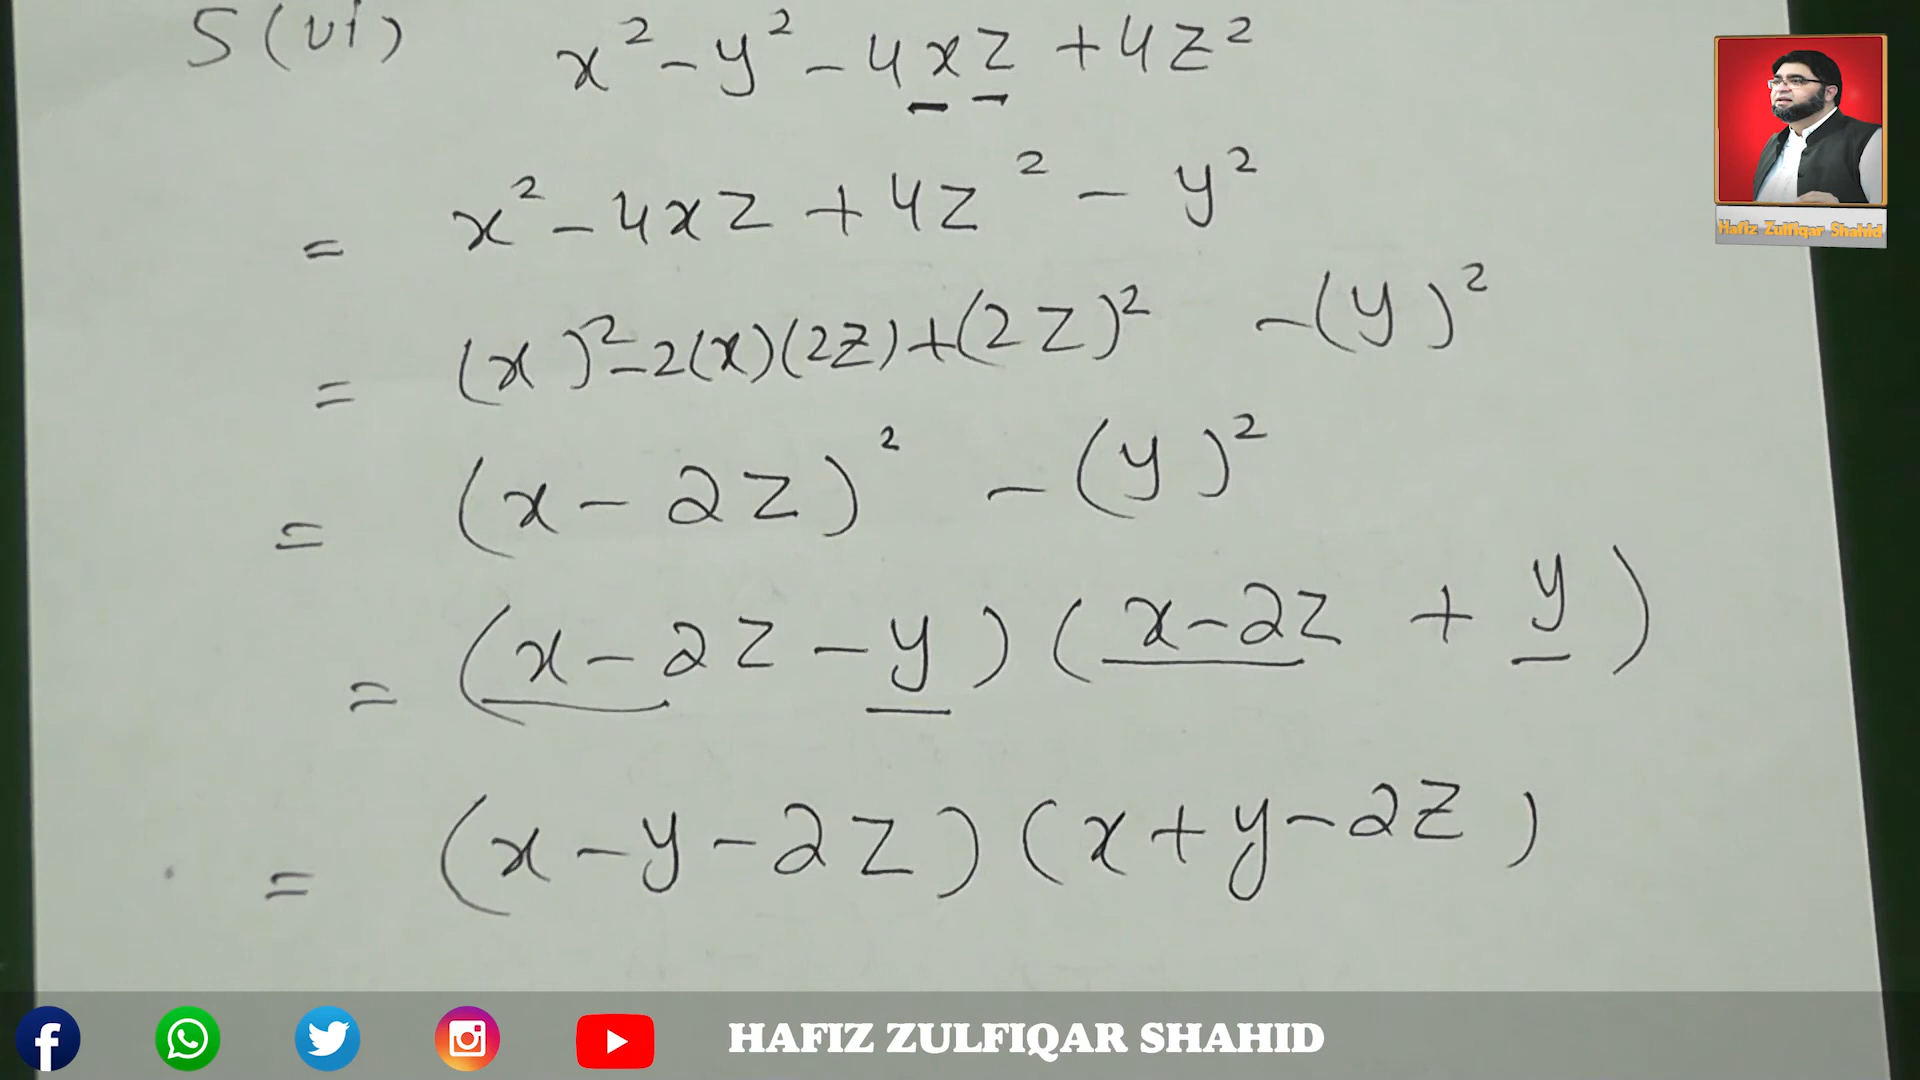 5(vi) x² - y² - 4xz + 4z²
= x² - 4xz + 4z² - y²
= (x)² - 2(x)(2z) + (2z)² - (y)²
= (x - 2z)² - (y)²
= (x - 2z - y)(x - 2z + y)
= (x - y - 2z)(x + y - 2z)
Hafiz Zulfiqar Shahid
HAFIZ ZULFIQAR SHAHID